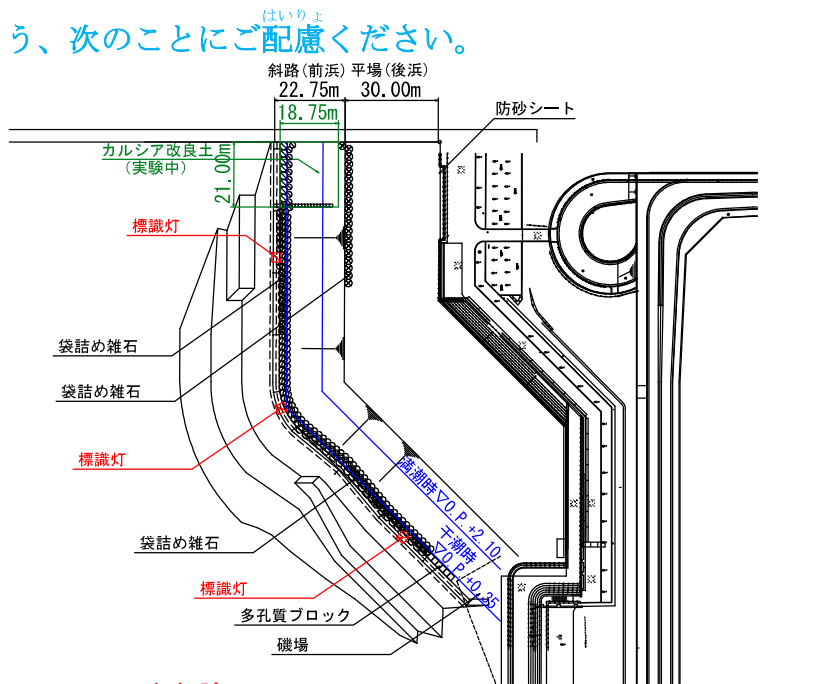 はいりょ
う、次のことにご配慮ください。
斜路(前浜) 平場(後浜)
22.75m 30.00m
18.75m
防砂シート
カルシア改良土
(実験中)
21.00m
標識灯
袋詰め雑石
袋詰め雑石
標識灯
満潮時▽O.P.+2.10
干潮時
▽O.P.+0.35
袋詰め雑石
標識灯
多孔質ブロック
磯場